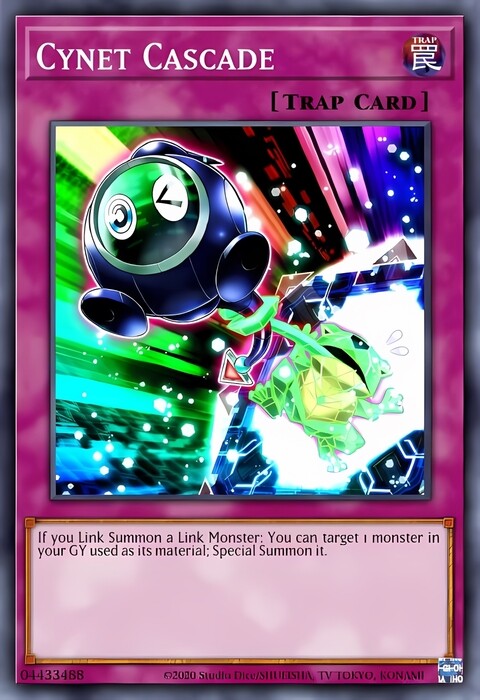 CYNET CASCADE
TRAP
罠
[TRAP CARD]
If you Link Summon a Link Monster: You can target 1 monster in
your GY used as its material; Special Summon it.
04433488
©2020 Studio Dice/SHUEISHA, TV TOKYO, KONAMI